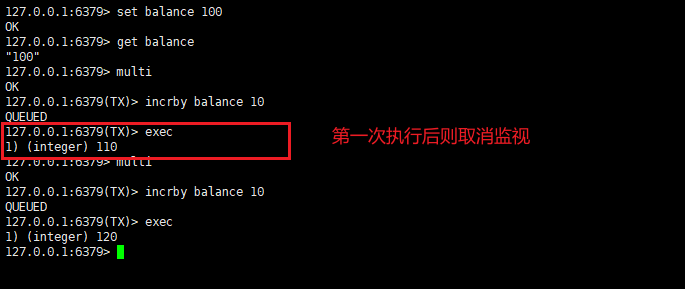 127.0.0.1:6379> set balance 100
OK
127.0.0.1:6379> get balance
"100"
127.0.0.1:6379> multi
OK
127.0.0.1:6379(TX)> incrby balance 10
QUEUED
127.0.0.1:6379(TX)> exec
1) (integer) 110
第一次执行后则取消监视
127.0.0.1:6379> multi
OK
127.0.0.1:6379(TX)> incrby balance 10
QUEUED
127.0.0.1:6379(TX)> exec
1) (integer) 120
127.0.0.1:6379>